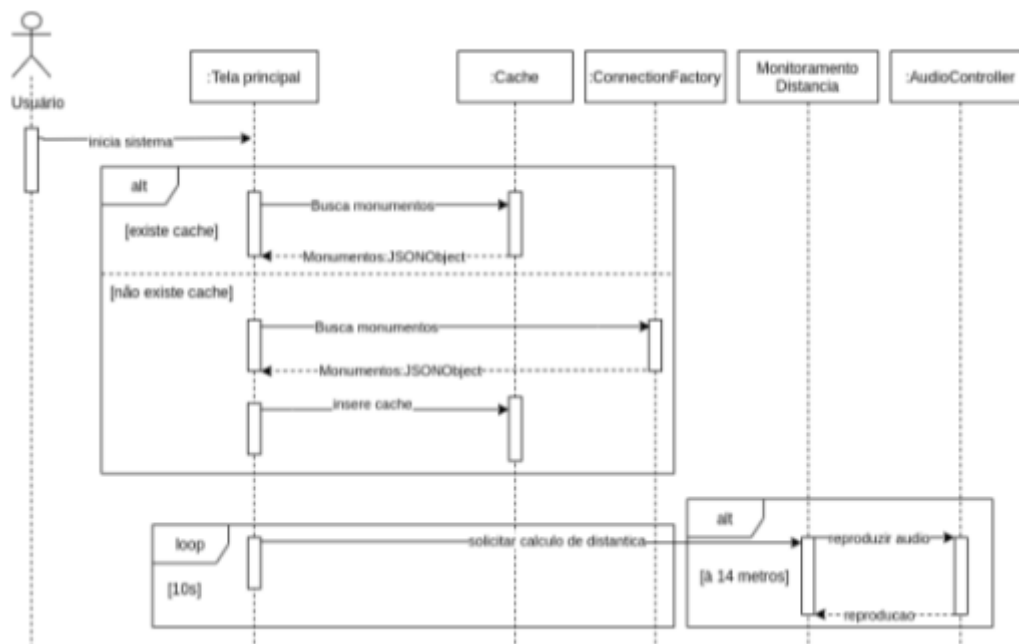 :Tela principal
:Cache
:ConnectionFactory
Monitoramento
Distancia
:AudioController
Usuário
inicia sistema
alt
Busca monumentos
[existe cache]
Monumentos:JSONObject
[não existe cache]
Busca monumentos
Monumentos:JSONObject
insere cache
alt
loop
solicitar calculo de distantica
reproduzir audio
[à 14 metros]
[10s]
reproducao